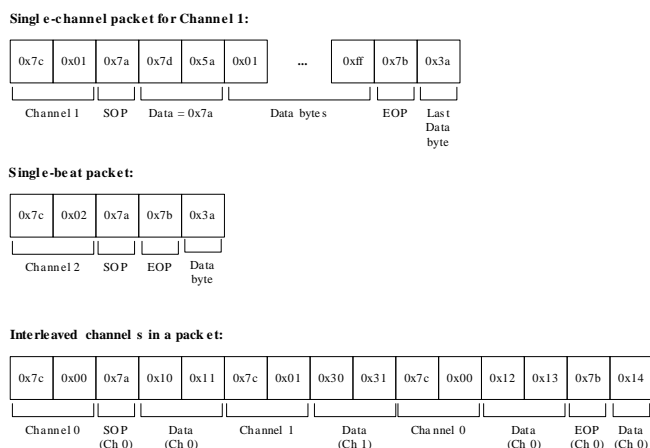 Single-channel packet for Channel 1:
0x7c 0x01 0x7a 0x7d 0x5a 0x01 ... 0xff 0x7b 0x3a
Channel 1 SOP Data = 0x7a Data bytes EOP Last
Data
byte
Single-beat packet:
0x7c 0x02 0x7a 0x7b 0x3a
Channel 2 SOP EOP Data
byte
Interleaved channels in a packet:
0x7c 0x00 0x7a 0x10 0x11 0x7c 0x01 0x30 0x31 0x7c 0x00 0x12 0x13 0x7b 0x14
Channel 0 SOP Data Channel 1 Data Channel 0 Data EOP Data
(Ch 0) (Ch 0) (Ch 1) (Ch 0) (Ch 0) (Ch 0)